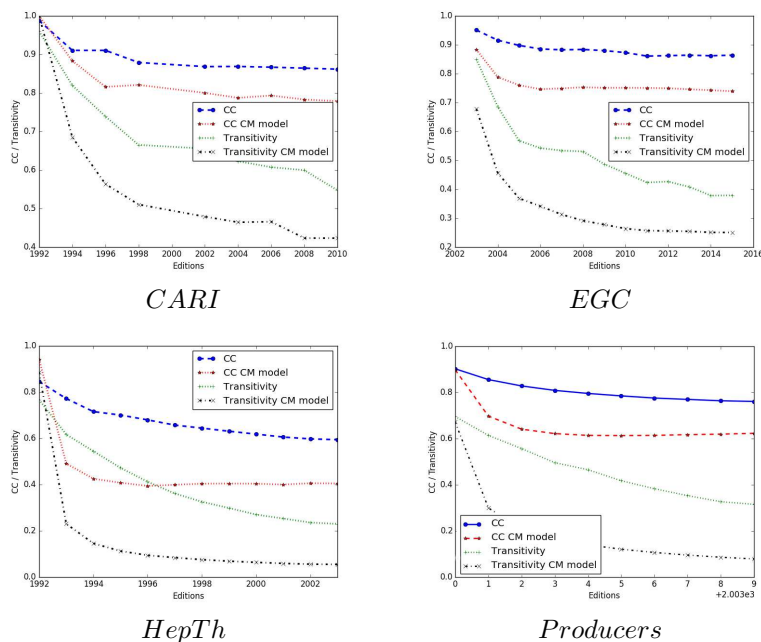 1.0
0.9
0.8
0.7
0.6
0.5
0.4
CC / Transitivity
CC
CC CM model
Transitivity
Transitivity CM model
1992 1994 1996 1998 2000 2002 2004 2006 2008 2010
Editions
CARI
1.0
0.9
0.8
0.7
0.6
0.5
0.4
0.3
0.2
CC / Transitivity
CC
CC CM model
Transitivity
Transitivity CM model
2002 2004 2006 2008 2010 2012 2014 2016
Editions
EGC
1.0
0.8
0.6
0.4
0.2
0.0
CC / Transitivity
CC
CC CM model
Transitivity
Transitivity CM model
1992 1994 1996 1998 2000 2002
Editions
HepTh
1.0
0.8
0.6
0.4
0.2
0.0
CC / Transitivity
CC
CC CM model
Transitivity
Transitivity CM model
0 1 2 3 4 5 6 7 8 9
+2.003e3
Editions
Producers